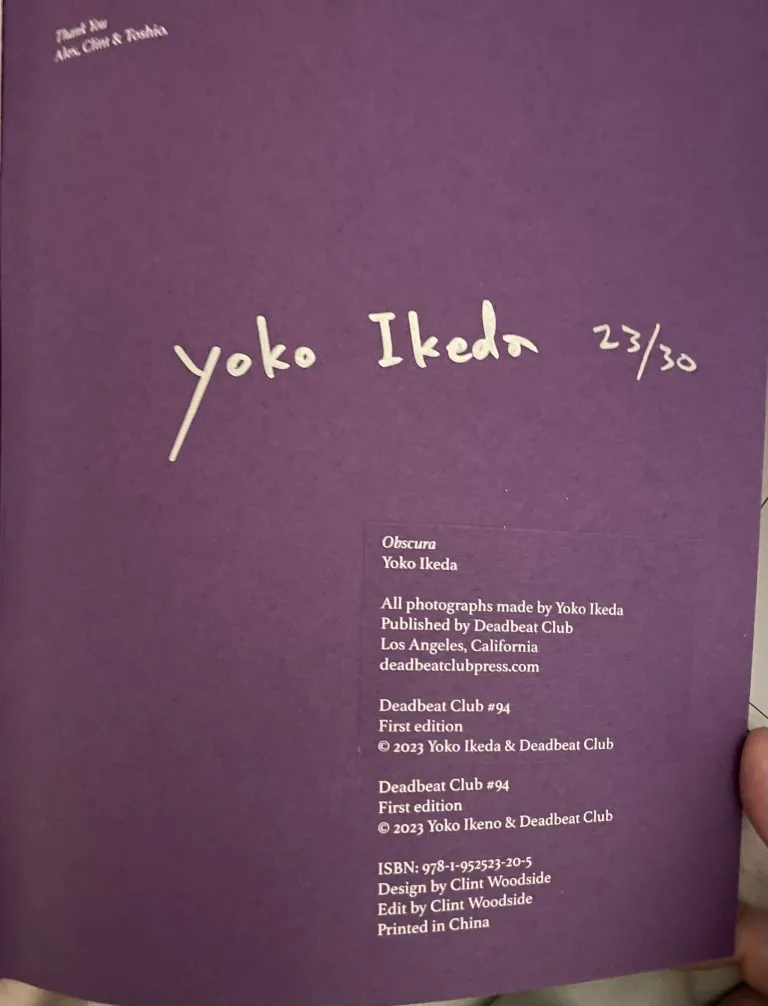 Thank You
Alex, Clint & Toshio.
Yoko Ikeda 23/30
Obscura
Yoko Ikeda
All photographs made by Yoko Ikeda
Published by Deadbeat Club
Los Angeles, California
deadbeatclubpress.com
Deadbeat Club #94
First edition
© 2023 Yoko Ikeda & Deadbeat Club
Deadbeat Club #94
First edition
© 2023 Yoko Ikeno & Deadbeat Club
ISBN: 978-1-952523-20-5
Design by Clint Woodside
Edit by Clint Woodside
Printed in China